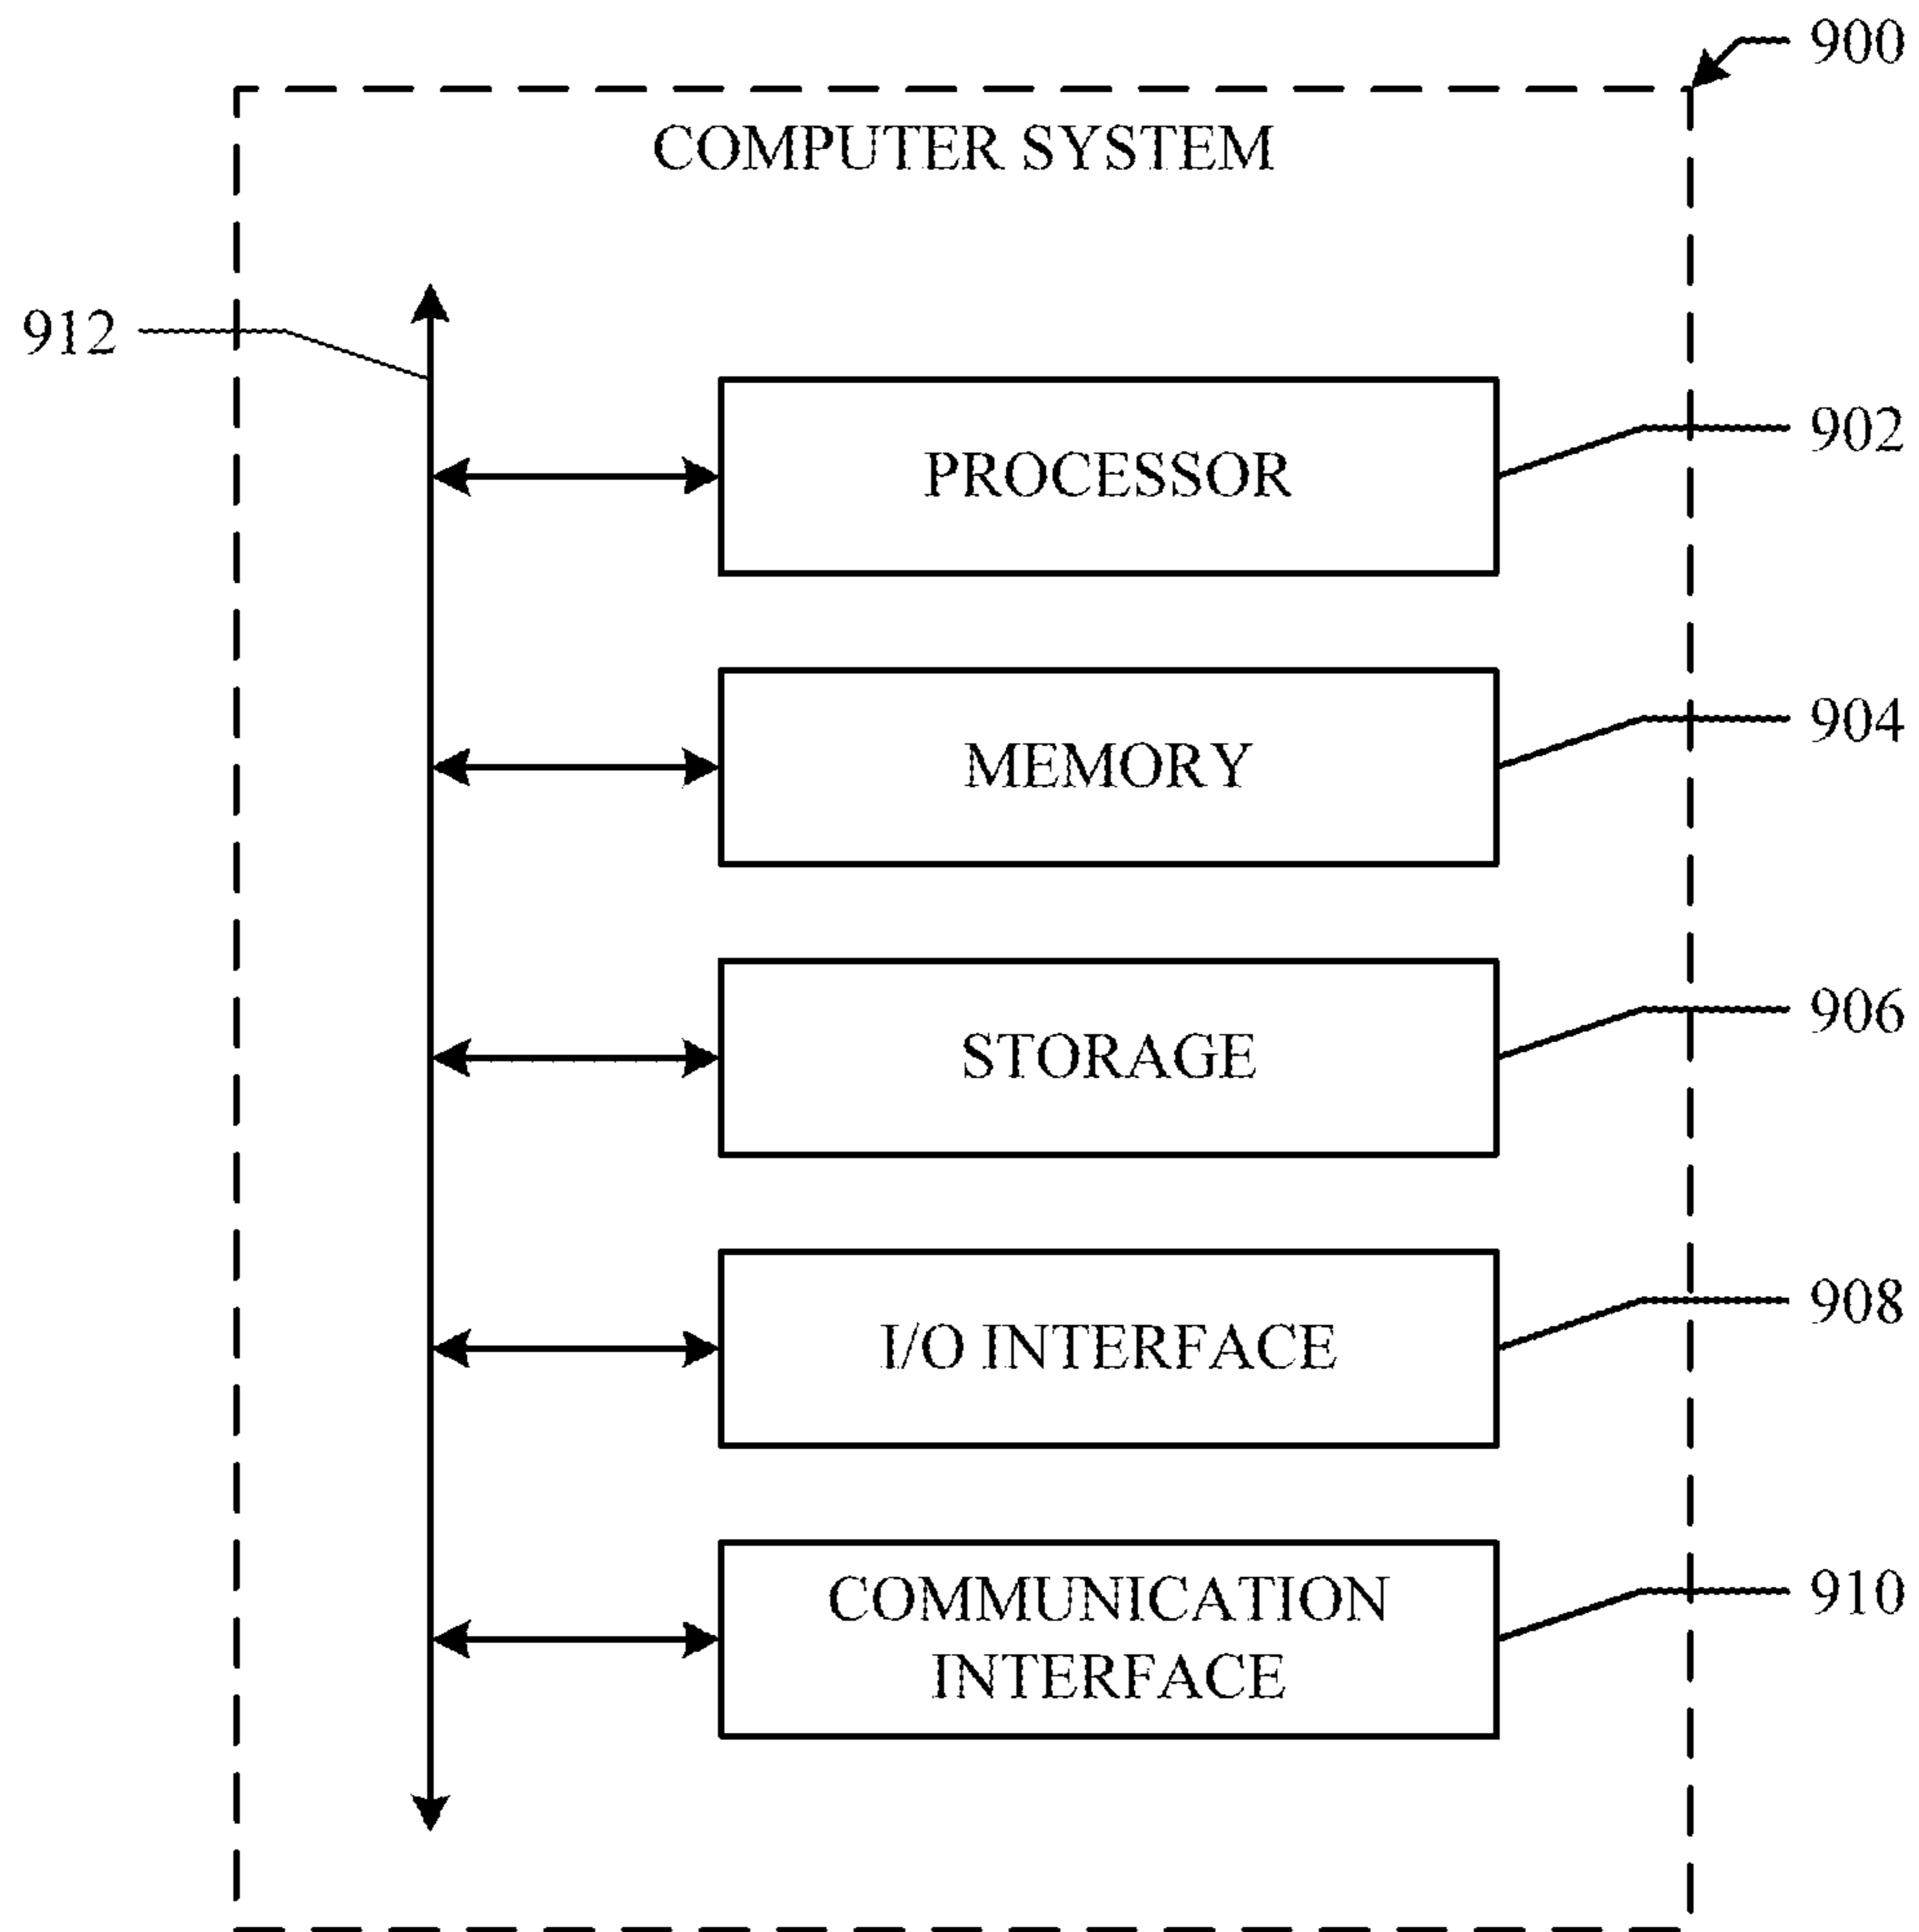 900
COMPUTER SYSTEM
912
PROCESSOR
902
MEMORY
904
STORAGE
906
I/O INTERFACE
908
COMMUNICATION
INTERFACE
910